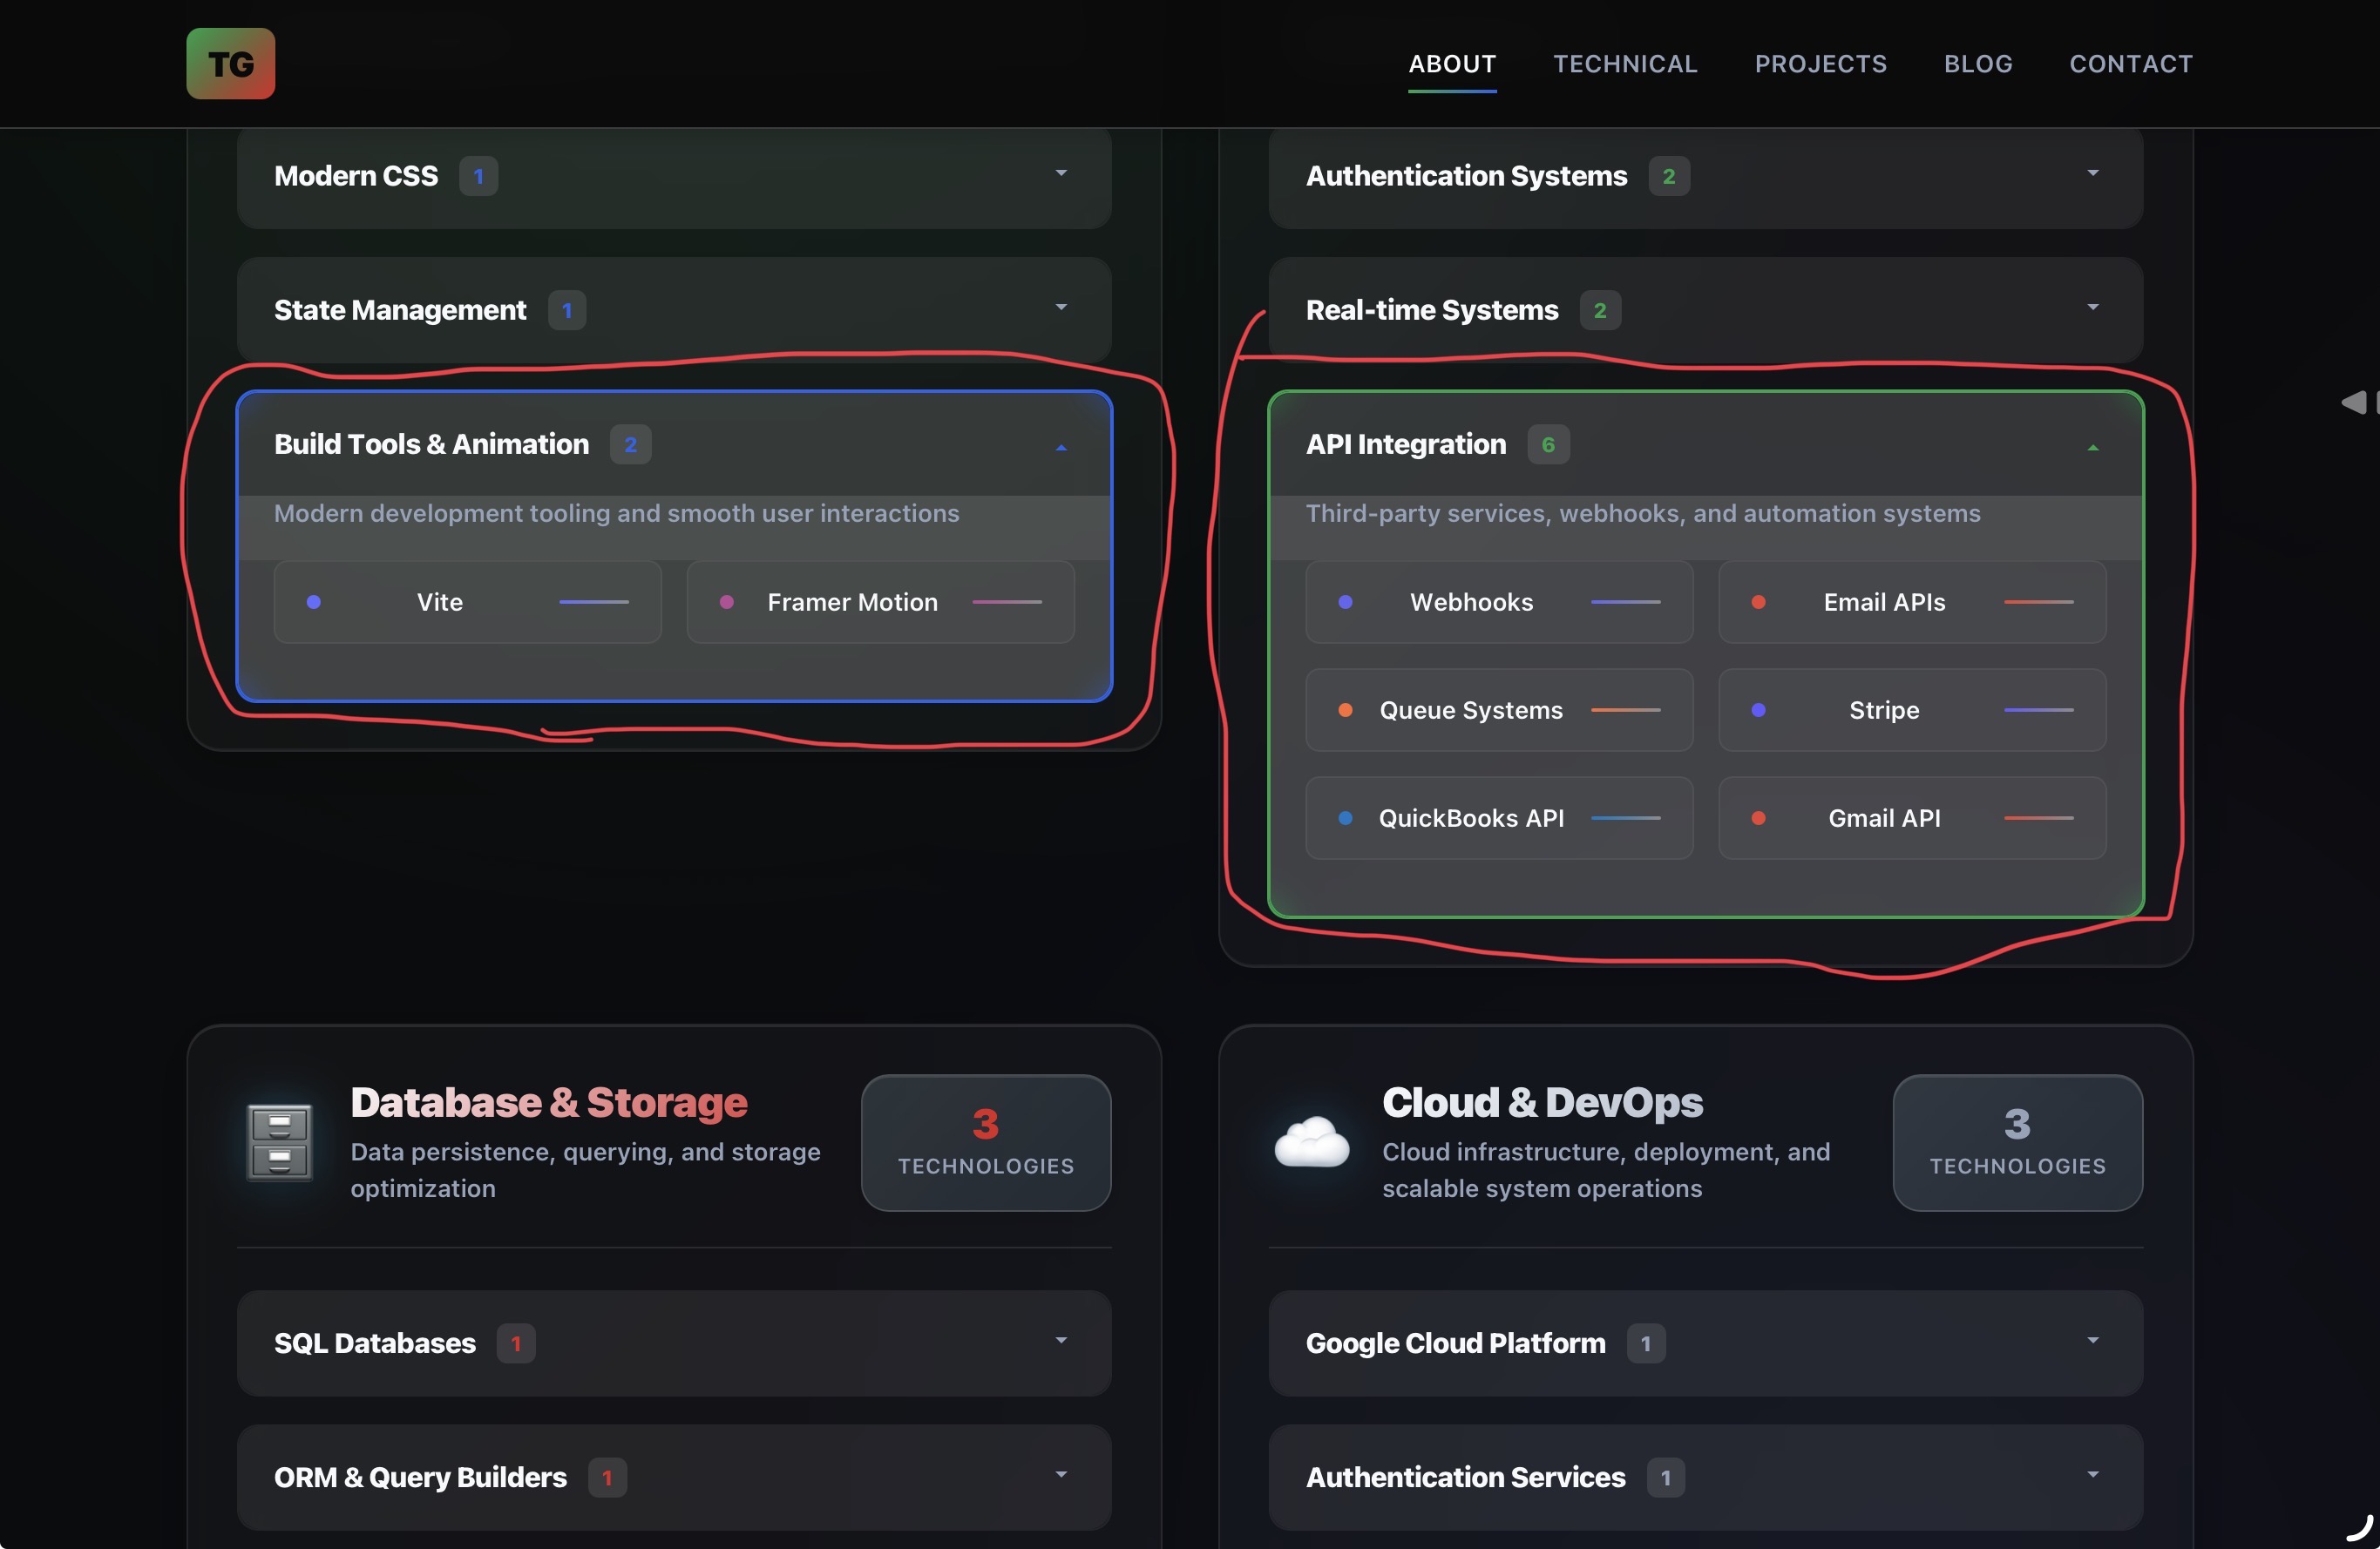 TG
ABOUT TECHNICAL PROJECTS BLOG CONTACT
Modern CSS 1
State Management 1
Build Tools & Animation 2
Modern development tooling and smooth user interactions
Vite Framer Motion
Authentication Systems 2
Real-time Systems 2
API Integration 6
Third-party services, webhooks, and automation systems
Webhooks Email APIs
Queue Systems Stripe
QuickBooks API Gmail API
Database & Storage
Data persistence, querying, and storage
optimization
3
TECHNOLOGIES
SQL Databases 1
ORM & Query Builders 1
Cloud & DevOps
Cloud infrastructure, deployment, and
scalable system operations
3
TECHNOLOGIES
Google Cloud Platform 1
Authentication Services 1